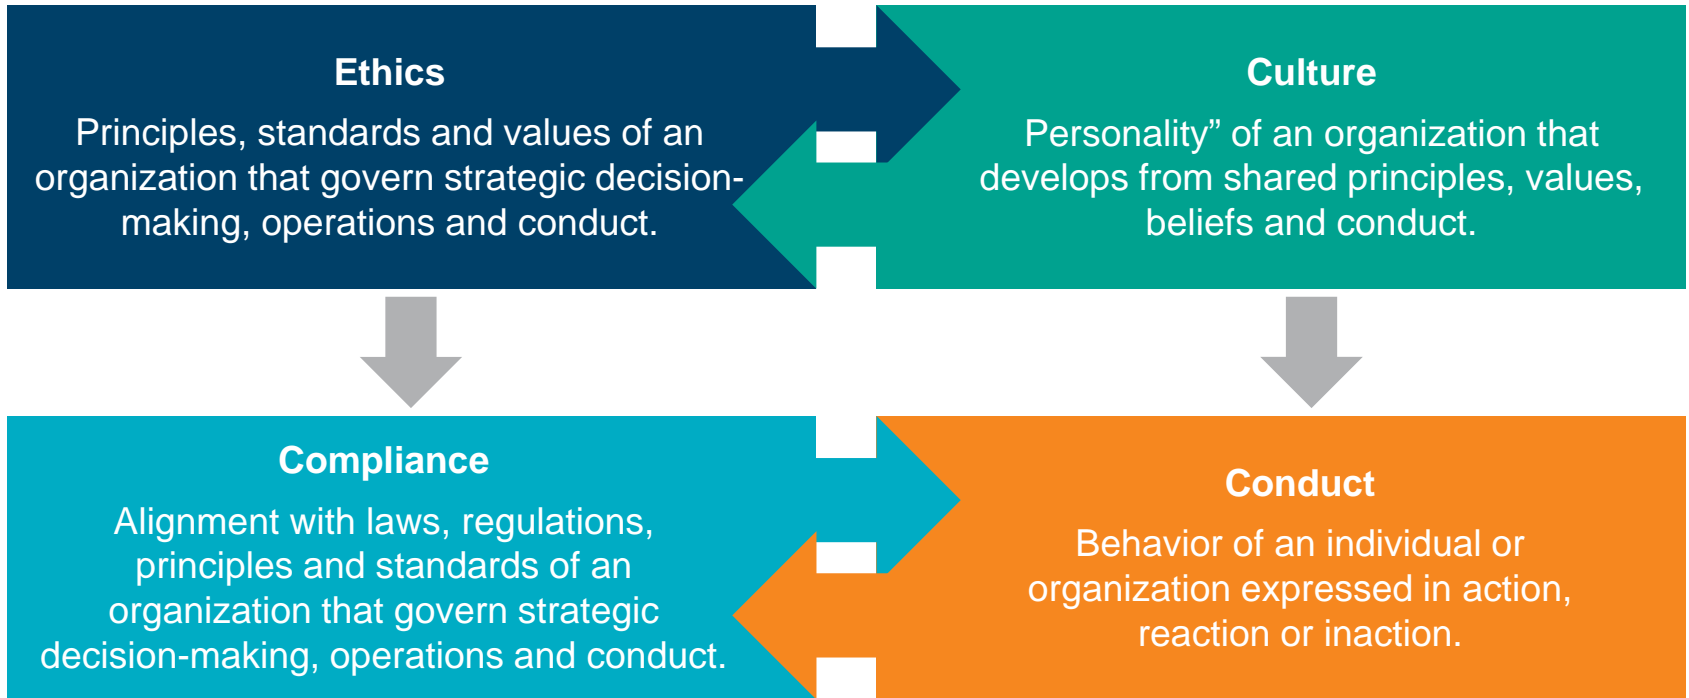 Ethics
Principles, standards and values of an
organization that govern strategic decision-
making, operations and conduct.
Culture
Personality” of an organization that
develops from shared principles, values,
beliefs and conduct.
Compliance
Alignment with laws, regulations,
principles and standards of an
organization that govern strategic
decision-making, operations and conduct.
Conduct
Behavior of an individual or
organization expressed in action,
reaction or inaction.